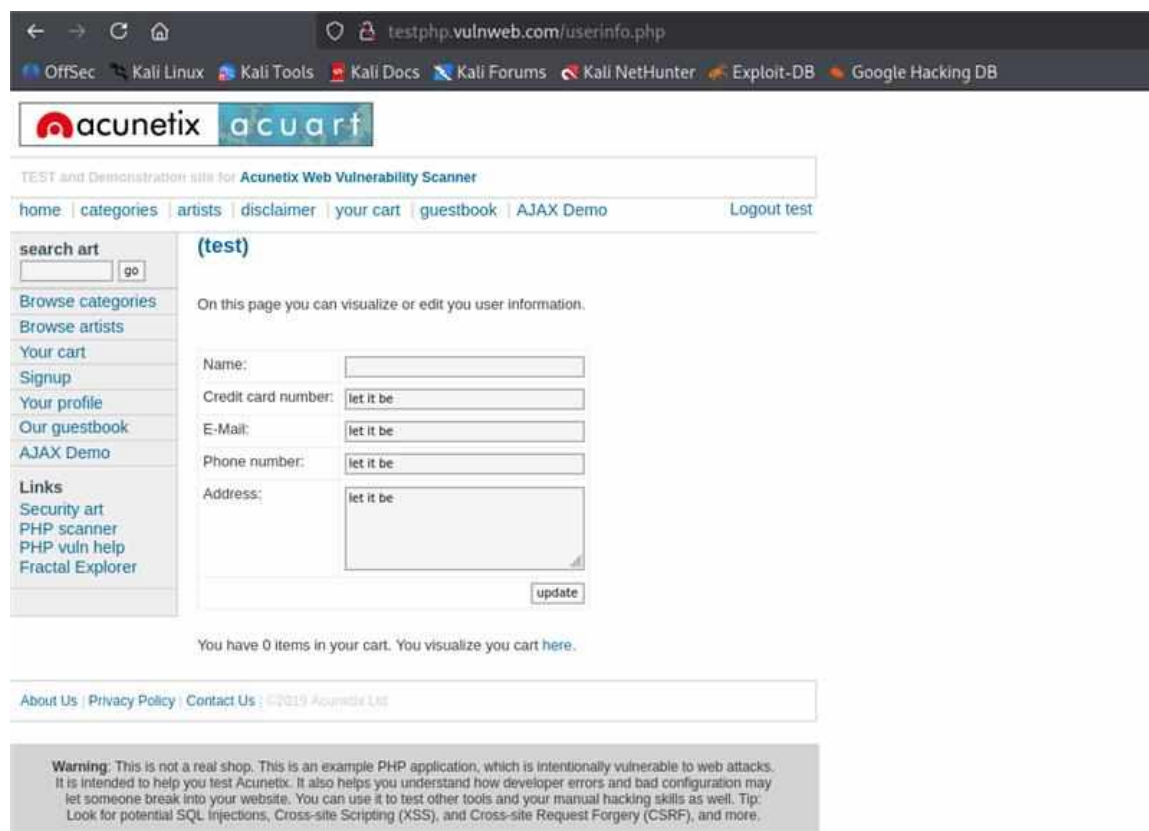 testphp.vulnweb.com/userinfo.php
OffSec Kali Linux Kali Tools Kali Docs Kali Forums Kali NetHunter Exploit-DB Google Hacking DB
acunetix acuart
TEST and Demonstration site for Acunetix Web Vulnerability Scanner
home | categories | artists | disclaimer | your cart | guestbook | AJAX Demo Logout test
search art
go
Browse categories
Browse artists
Your cart
Signup
Your profile
Our guestbook
AJAX Demo
Links
Security art
PHP scanner
PHP vuln help
Fractal Explorer
(test)
On this page you can visualize or edit you user information.
Name:
Credit card number: let it be
E-Mail: let it be
Phone number: let it be
Address: let it be
update
You have 0 items in your cart. You visualize you cart here.
About Us | Privacy Policy | Contact Us | ©2019 Acunetix Ltd
Warning: This is not a real shop. This is an example PHP application, which is intentionally vulnerable to web attacks.
It is intended to help you test Acunetix. It also helps you understand how developer errors and bad configuration may
let someone break into your website. You can use it to test other tools and your manual hacking skills as well. Tip:
Look for potential SQL Injections, Cross-site Scripting (XSS), and Cross-site Request Forgery (CSRF), and more.